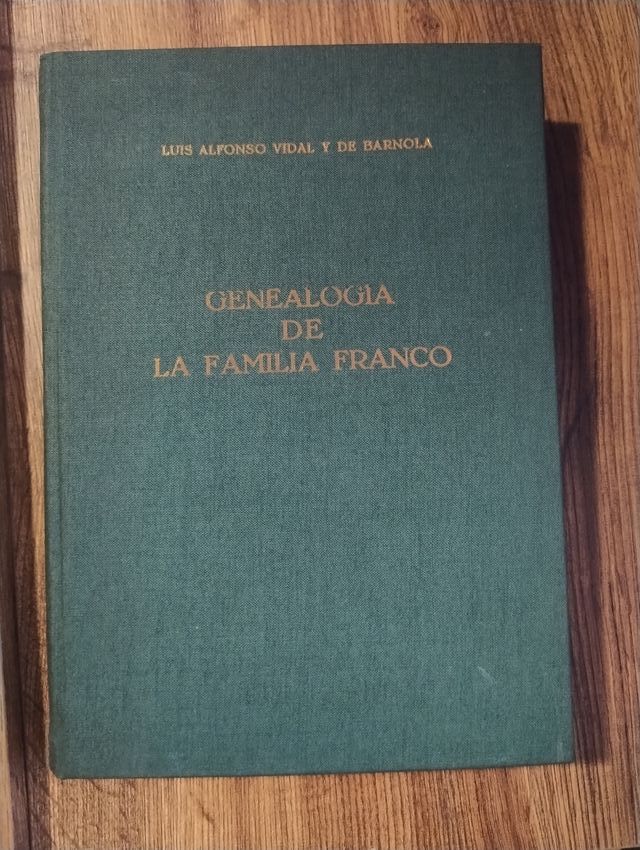 LUIS ALFONSO VIDAL Y DE BARNOLA
GENEALOGIA
DE
LA FAMILIA FRANCO